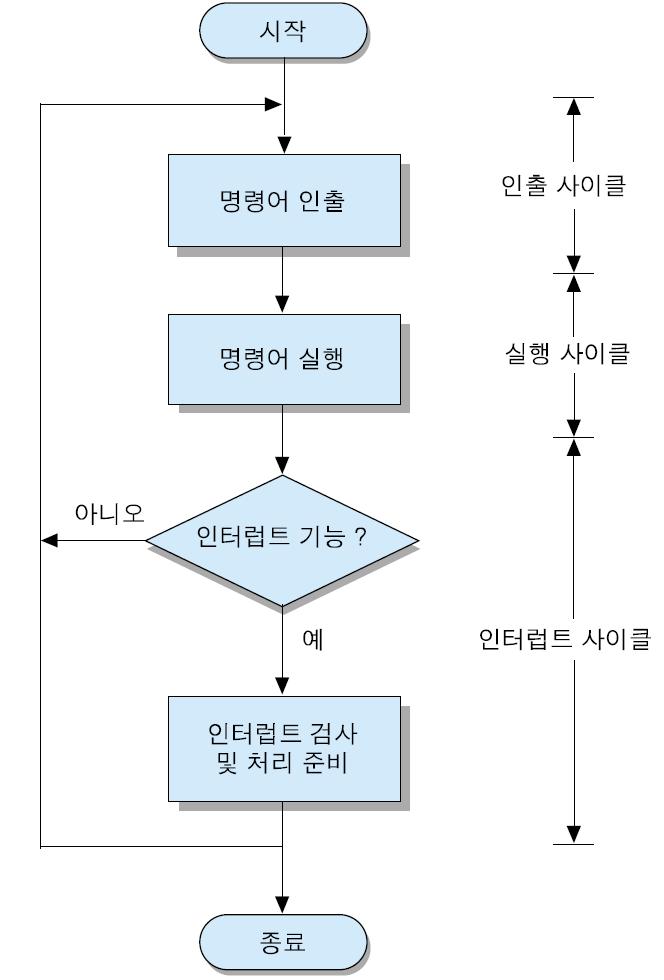 시작
명령어 인출
인출 사이클
명령어 실행
실행 사이클
아니오
인터럽트 기능 ?
예
인터럽트 사이클
인터럽트 검사
및 처리 준비
종료